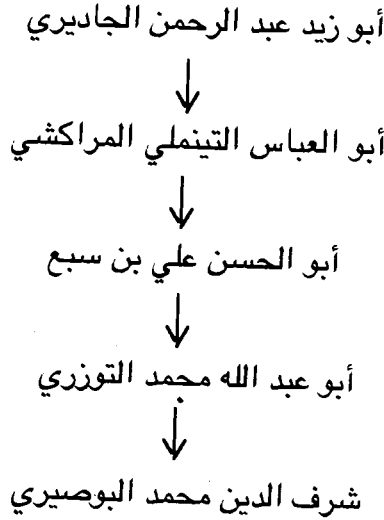 أبو زيد عبد الرحمن الجاديري
أبو العباس التينملي المراكشي
أبو الحسن علي بن سبع
أبو عبد الله محمد التوزري
شرف الدين محمد البوصيري